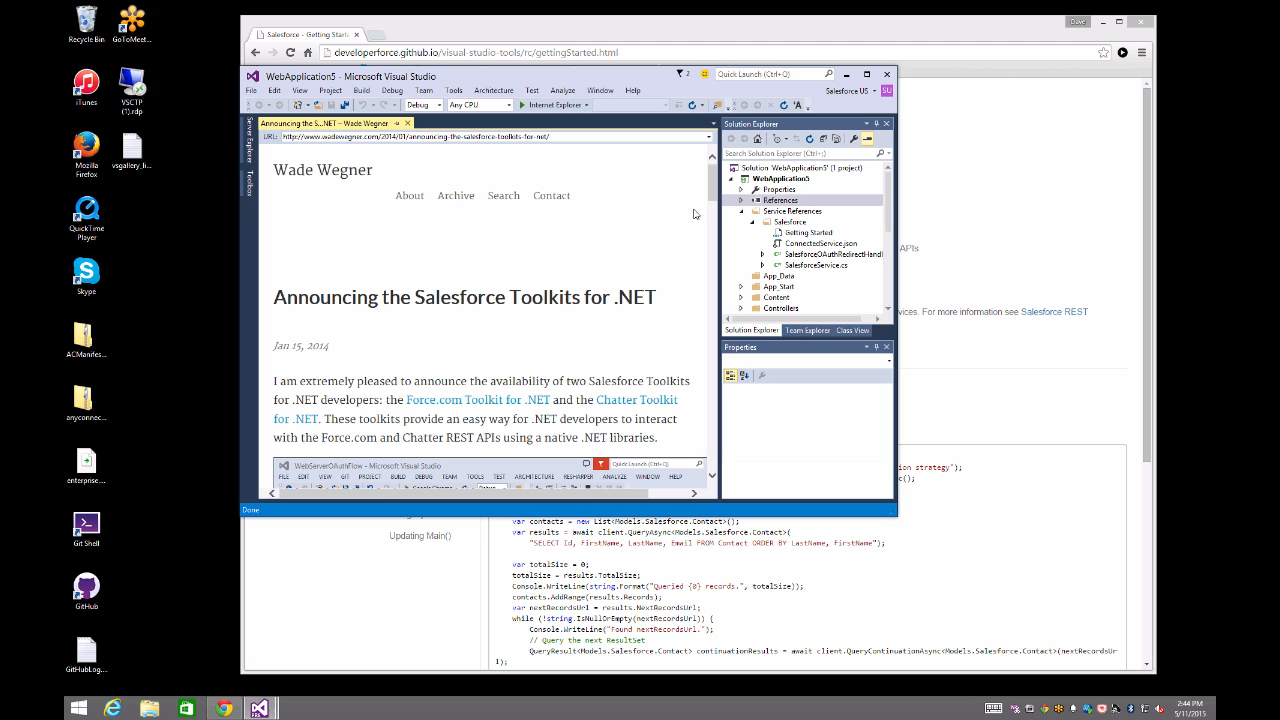 Recycle Bin
GoToMeet...
iTunes
VSCTP
(1).rdp
Mozilla
Firefox
vsgallery_li...
QuickTime
Player
Skype
ACManifes...
anyconnec...
enterprise....
Git Shell
GitHub
GitHubLog...
Dave
Salesforce - Getting Starte
developerforce.github.io/visual-studio-tools/rc/gettingStarted.html
WebApplication5 - Microsoft Visual Studio
2
Quick Launch (Ctrl+Q)
File Edit View Project Build Debug Team Tools Architecture Test Analyze Window Help
Salesforce US
SU
Debug
Any CPU
Internet Explorer
Announcing the S...NET – Wade Wegner
URL: http://www.wadewegner.com/2014/01/announcing-the-salesforce-toolkits-for-net/
Server Explorer
Toolbox
Wade Wegner
About Archive Search Contact
Announcing the Salesforce Toolkits for .NET
Jan 15, 2014
I am extremely pleased to announce the availability of two Salesforce Toolkits
for .NET developers: the Force.com Toolkit for .NET and the Chatter Toolkit
for .NET. These toolkits provide an easy way for .NET developers to interact
with the Force.com and Chatter REST APIs using a native .NET libraries.
WebServerOAuthFlow - Microsoft Visual Studio
Quick Launch (Ctrl+Q)
FILE EDIT VIEW GIT PROJECT BUILD DEBUG TEAM TOOLS TEST ARCHITECTURE RESHARPER ANALYZE WINDOW HELP
Solution Explorer
Search Solution Explorer (Ctrl+;)
Solution 'WebApplication5' (1 project)
WebApplication5
Properties
References
Service References
Salesforce
Getting Started
ConnectedService.json
SalesforceOAuthRedirectHandl
SalesforceService.cs
App_Data
App_Start
Content
Controllers
Solution Explorer Team Explorer Class View
Properties
Done
APIs
vices. For more information see Salesforce REST
on strategy");
c();
Updating Main()
var contacts = new List<Models.Salesforce.Contact>();
var results = await client.QueryAsync<Models.Salesforce.Contact>(
"SELECT Id, FirstName, LastName, Email FROM Contact ORDER BY LastName, FirstName");
var totalSize = 0;
totalSize = results.TotalSize;
Console.WriteLine(string.Format("Queried {0} records.", totalSize));
contacts.AddRange(results.Records);
var nextRecordsUrl = results.NextRecordsUrl;
while (!string.IsNullOrEmpty(nextRecordsUrl)) {
Console.WriteLine("Found nextRecordsUrl.");
// Query the next ResultSet
QueryResult<Models.Salesforce.Contact> continuationResults = await client.QueryContinuationAsync<Models.Salesforce.Contact>(nextRecordsUr
l);
2:44 PM
5/11/2015